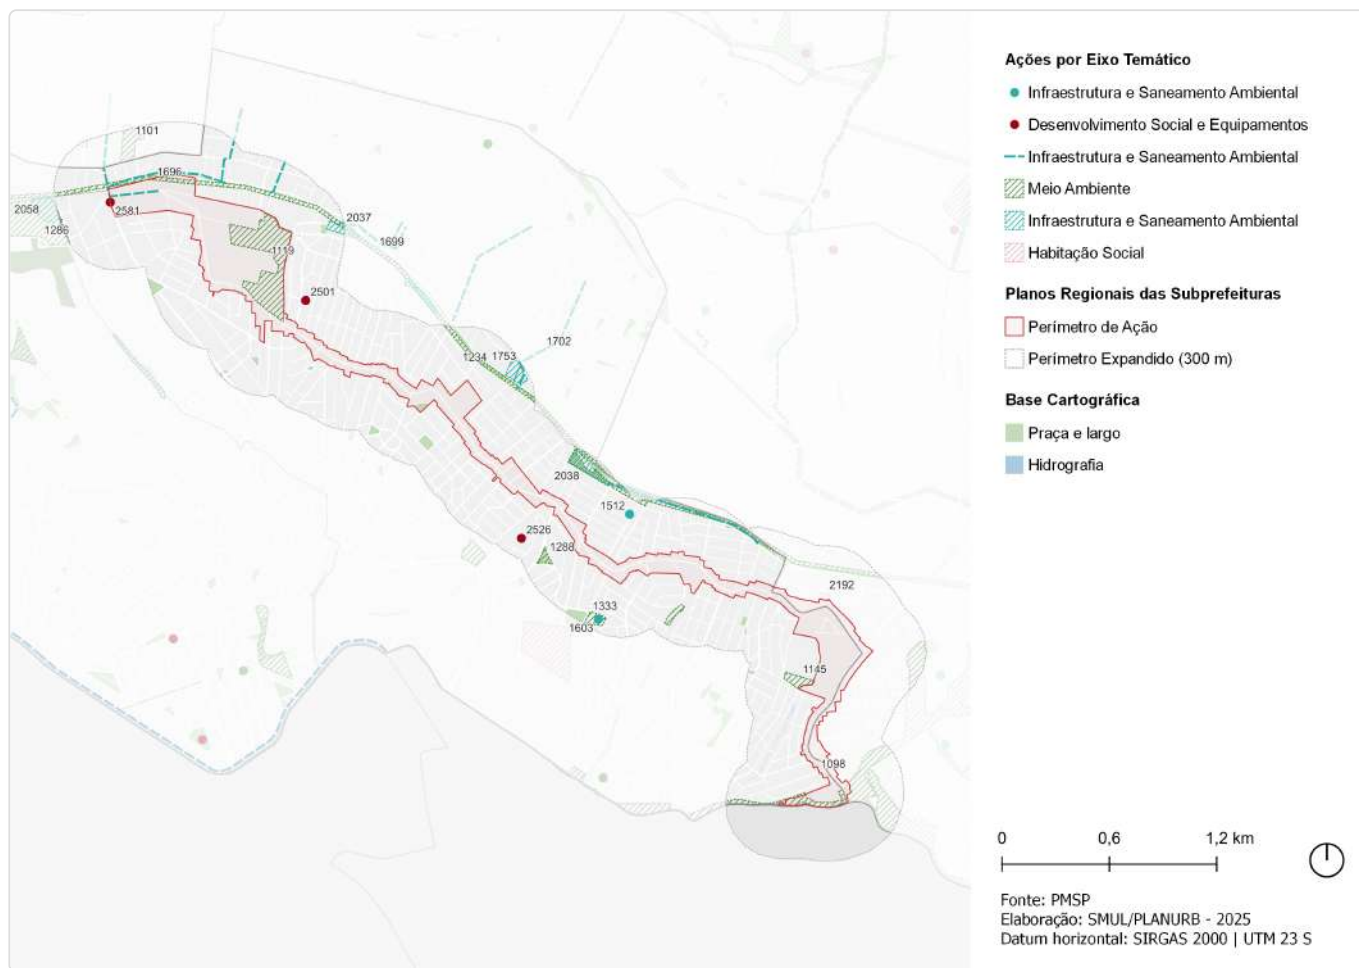 1101
1696
2058
2581
1286
2037
1699
1119
2501
1234
1753
1702
2038
1512
2526
1288
1333
1603
2192
1145
1098
Ações por Eixo Temático
Infraestrutura e Saneamento Ambiental
Desenvolvimento Social e Equipamentos
Infraestrutura e Saneamento Ambiental
Meio Ambiente
Infraestrutura e Saneamento Ambiental
Habitação Social
Planos Regionais das Subprefeituras
Perímetro de Ação
Perímetro Expandido (300 m)
Base Cartográfica
Praça e largo
Hidrografia
0 0,6 1,2 km
Fonte: PMSP
Elaboração: SMUL/PLANURB - 2025
Datum horizontal: SIRGAS 2000 | UTM 23 S